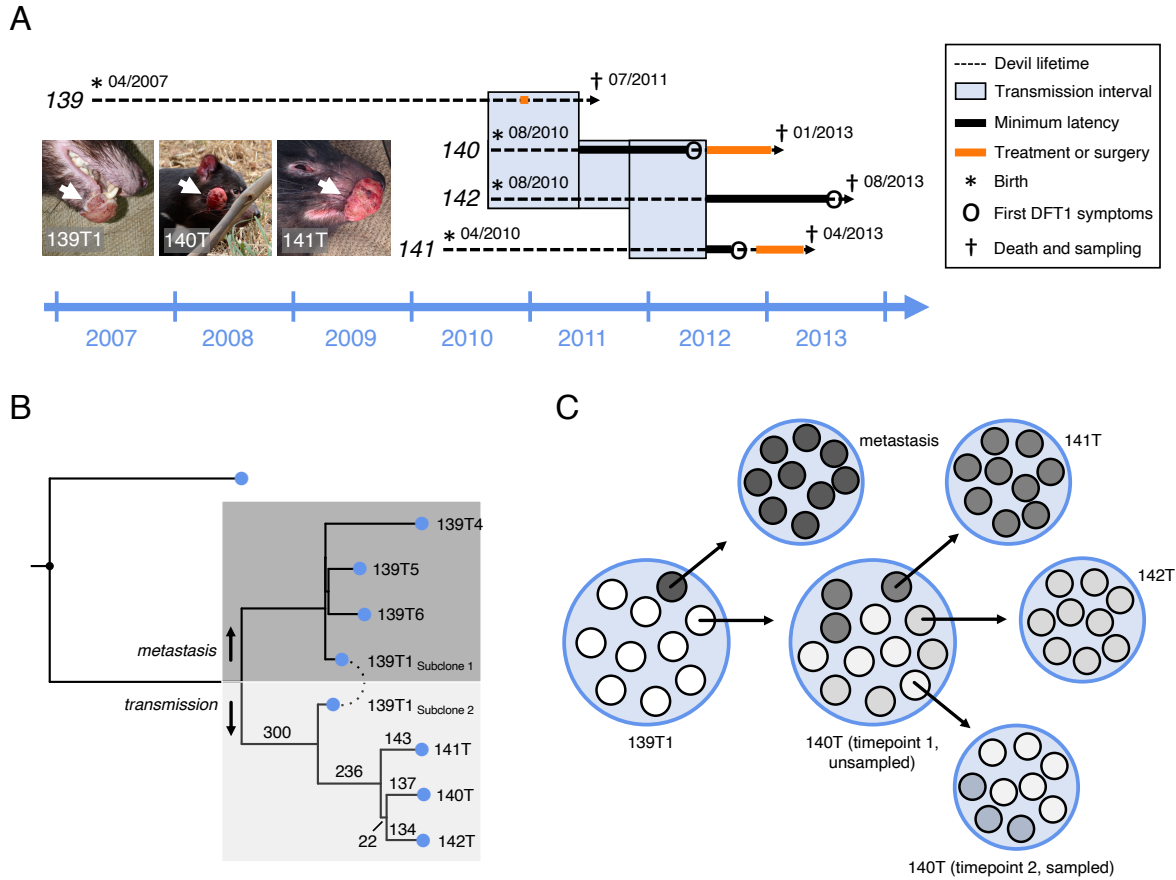 A
* 04/2007
† 07/2011
139
* 08/2010
† 01/2013
140
* 08/2010
† 08/2013
142
* 04/2010
† 04/2013
141
139T1
140T
141T
Devil lifetime
Transmission interval
Minimum latency
Treatment or surgery
* Birth
O First DFT1 symptoms
† Death and sampling
2007 2008 2009 2010 2011 2012 2013
B
139T4
139T5
139T6
metastasis
139T1 Subclone 1
transmission
139T1 Subclone 2
300
143
141T
236
137
140T
22
134
142T
C
metastasis
141T
142T
139T1
140T (timepoint 1,
unsampled)
140T (timepoint 2, sampled)